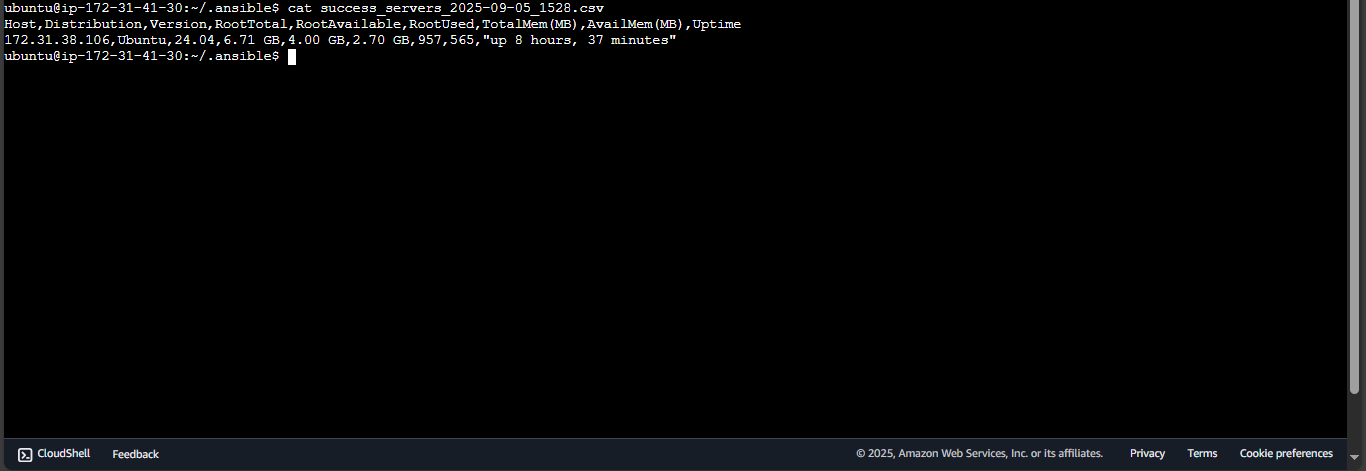 ubuntu@ip-172-31-41-30:~/.ansible$ cat success_servers_2025-09-05_1528.csv
Host,Distribution,Version,RootTotal,RootAvailable,RootUsed,TotalMem(MB),AvailMem(MB),Uptime
172.31.38.106,Ubuntu,24.04,6.71 GB,4.00 GB,2.70 GB,957,565,"up 8 hours, 37 minutes"
ubuntu@ip-172-31-41-30:~/.ansible$
CloudShell Feedback © 2025, Amazon Web Services, Inc. or its affiliates. Privacy Terms Cookie preferences